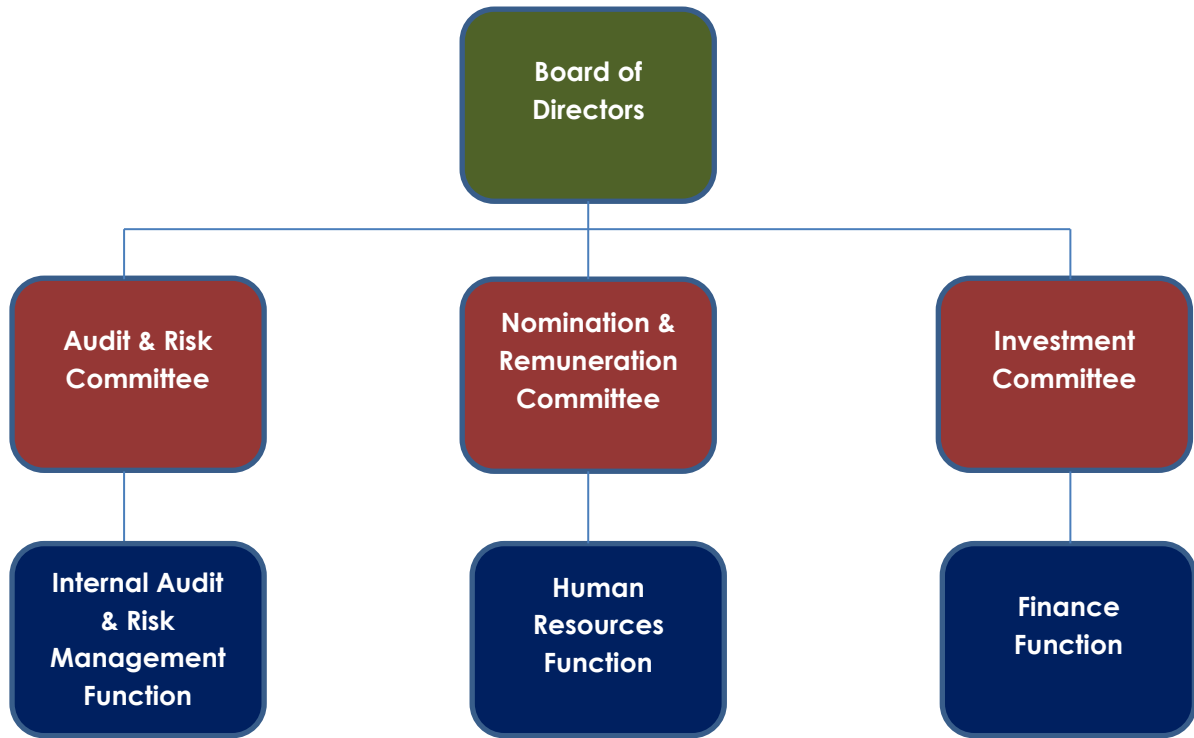 Board of
Directors
Audit & Risk
Committee
Nomination &
Remuneration
Committee
Investment
Committee
Internal Audit
& Risk
Management
Function
Human
Resources
Function
Finance
Function